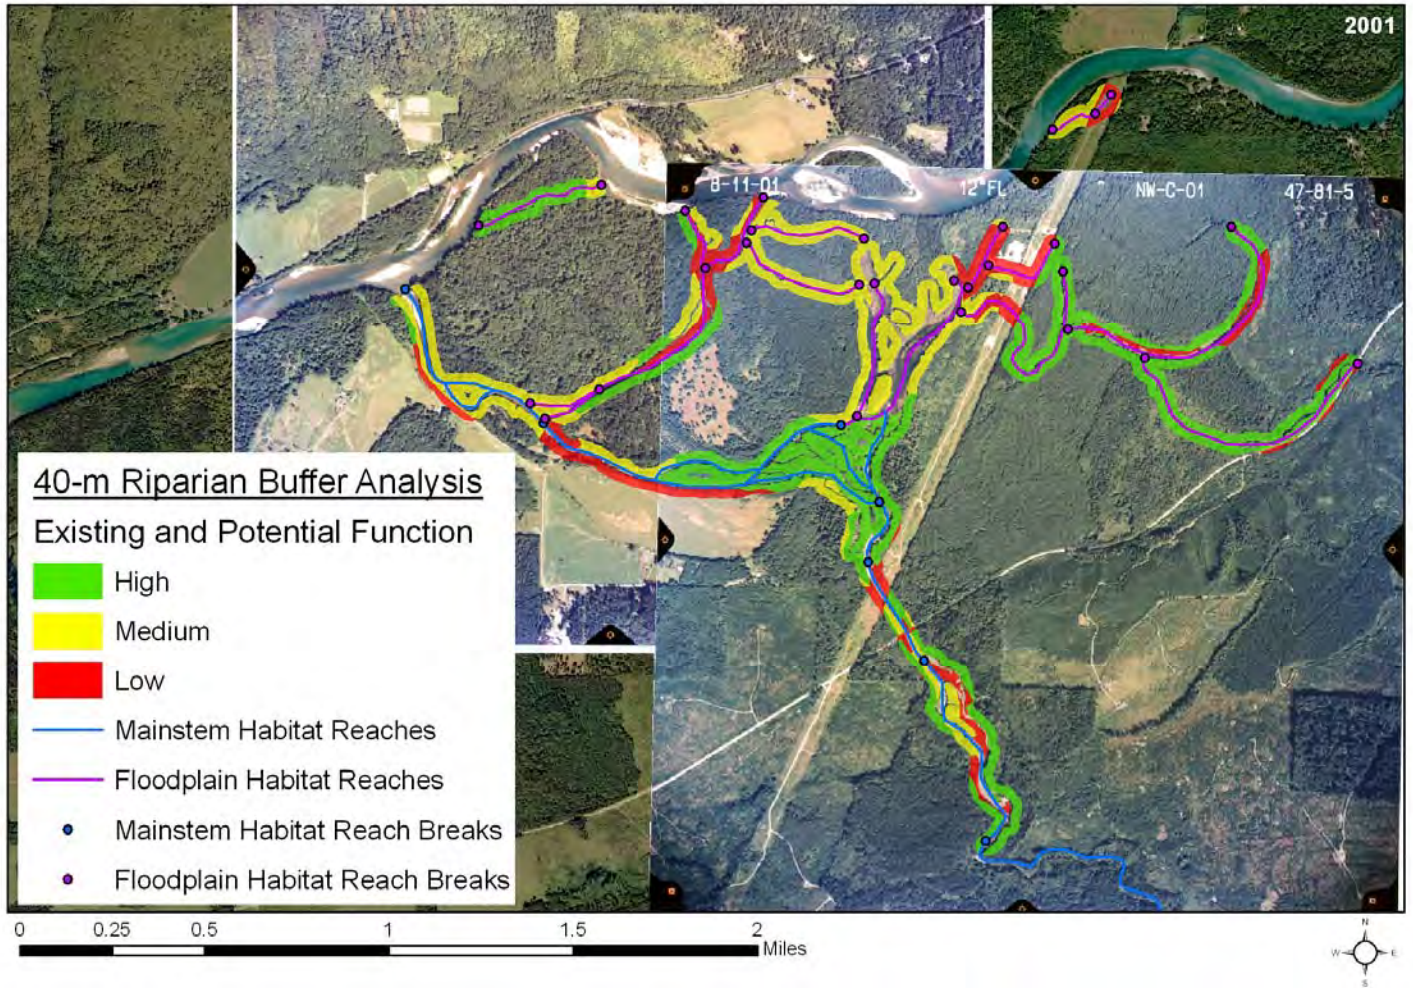 2001
8-11-01 12"FL NW-C-01 47-81-5
40-m Riparian Buffer Analysis
Existing and Potential Function
High
Medium
Low
Mainstem Habitat Reaches
Floodplain Habitat Reaches
Mainstem Habitat Reach Breaks
Floodplain Habitat Reach Breaks
0 0.25 0.5 1 1.5 2
Miles
N
W E
S